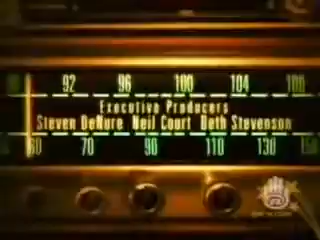 92 96 100 104 108
Executive Producers
Steven DeNure Neil Court Beth Stevenson
60 70 90 110 130